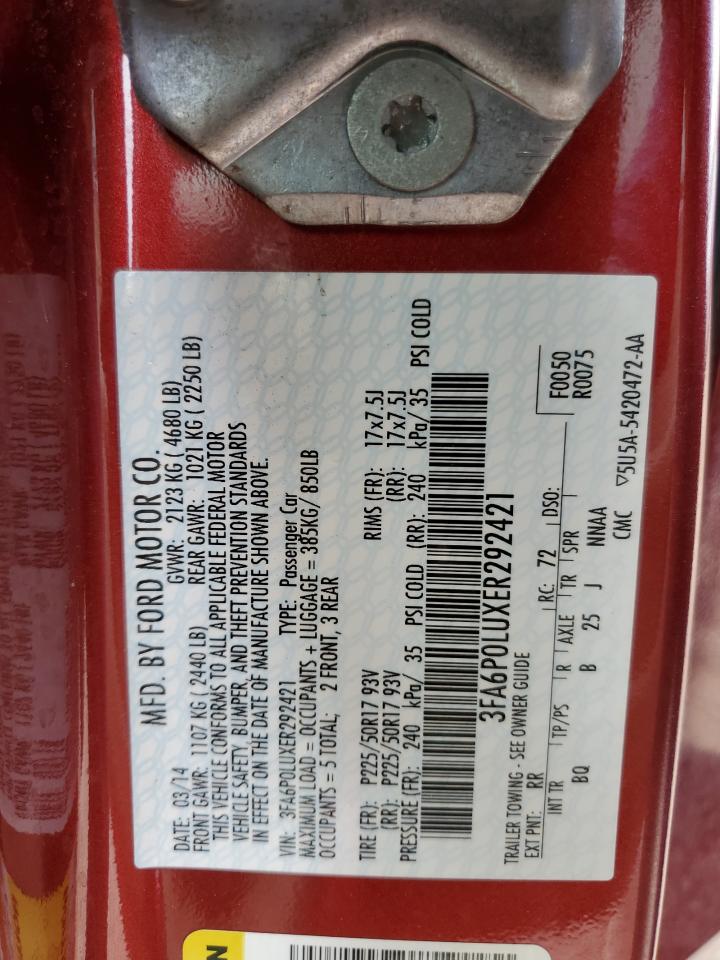 MFD. BY FORD MOTOR CO.
DATE: 03/14 GVWR: 2123 KG ( 4680 LB)
FRONT GAWR: 1107 KG ( 2440 LB) REAR GAWR: 1021 KG ( 2250 LB)
THIS VEHICLE CONFORMS TO ALL APPLICABLE FEDERAL MOTOR
VEHICLE SAFETY, BUMPER, AND THEFT PREVENTION STANDARDS
IN EFFECT ON THE DATE OF MANUFACTURE SHOWN ABOVE.
VIN: 3FA6P0LUXER292421 TYPE: Passenger Car
MAXIMUM LOAD = OCCUPANTS + LUGGAGE = 385KG/ 850LB
OCCUPANTS = 5 TOTAL; 2 FRONT, 3 REAR
TIRE (FR): P225/50R17 93V RIMS (FR): 17x7.5J
(RR): P225/50R17 93V (RR): 17x7.5J
PRESSURE (FR): 240 kPa/ 35 PSI COLD (RR): 240 kPa/ 35 PSI COLD
3FA6P0LUXER292421
TRAILER TOWING - SEE OWNER GUIDE
EXT PNT: RR RC: 72 DSO: F0050
R0075
INT TR TP/PS R AXLE TR SPR
BQ B 25 J NNAA
CMC ▽5U5A-5420472-AA
N